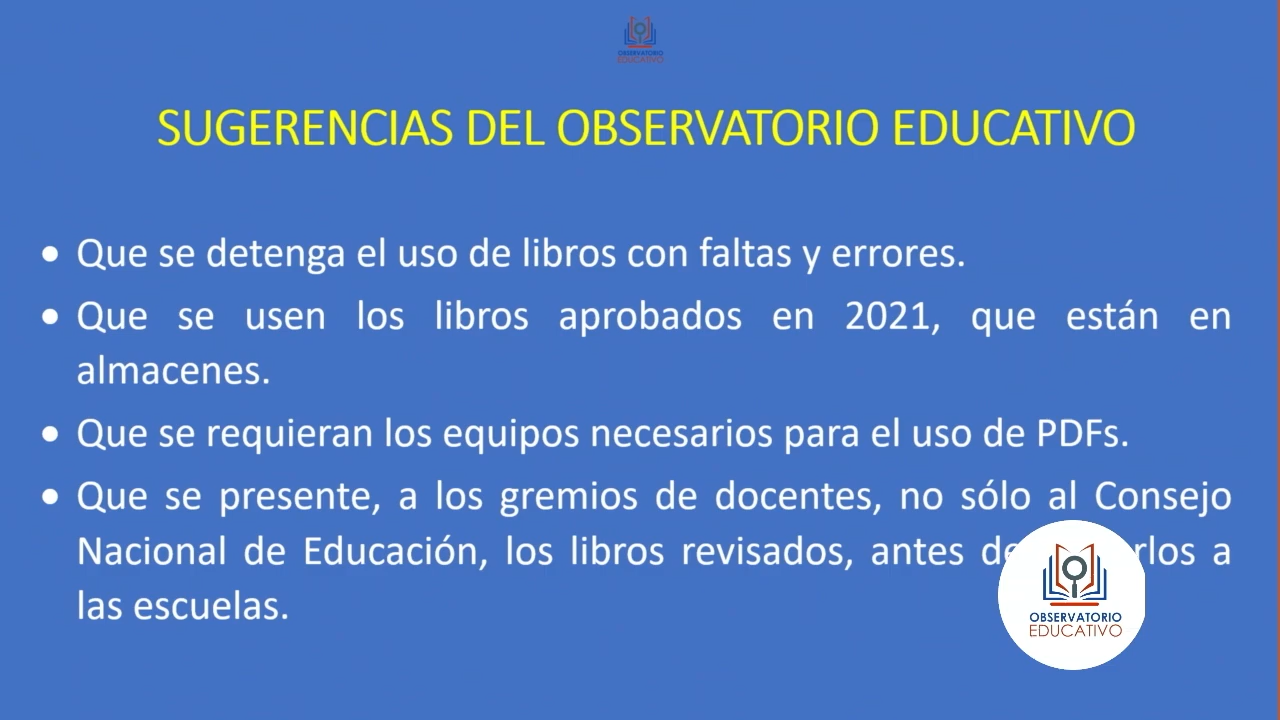 OBSERVATORIO
EDUCATIVO
SUGERENCIAS DEL OBSERVATORIO EDUCATIVO
• Que se detenga el uso de libros con faltas y errores.
• Que se usen los libros aprobados en 2021, que están en
almacenes.
• Que se requieran los equipos necesarios para el uso de PDFs.
• Que se presente, a los gremios de docentes, no sólo al Consejo
Nacional de Educación, los libros revisados, antes a
las escuelas.
OBSERVATORIO
EDUCATIVO